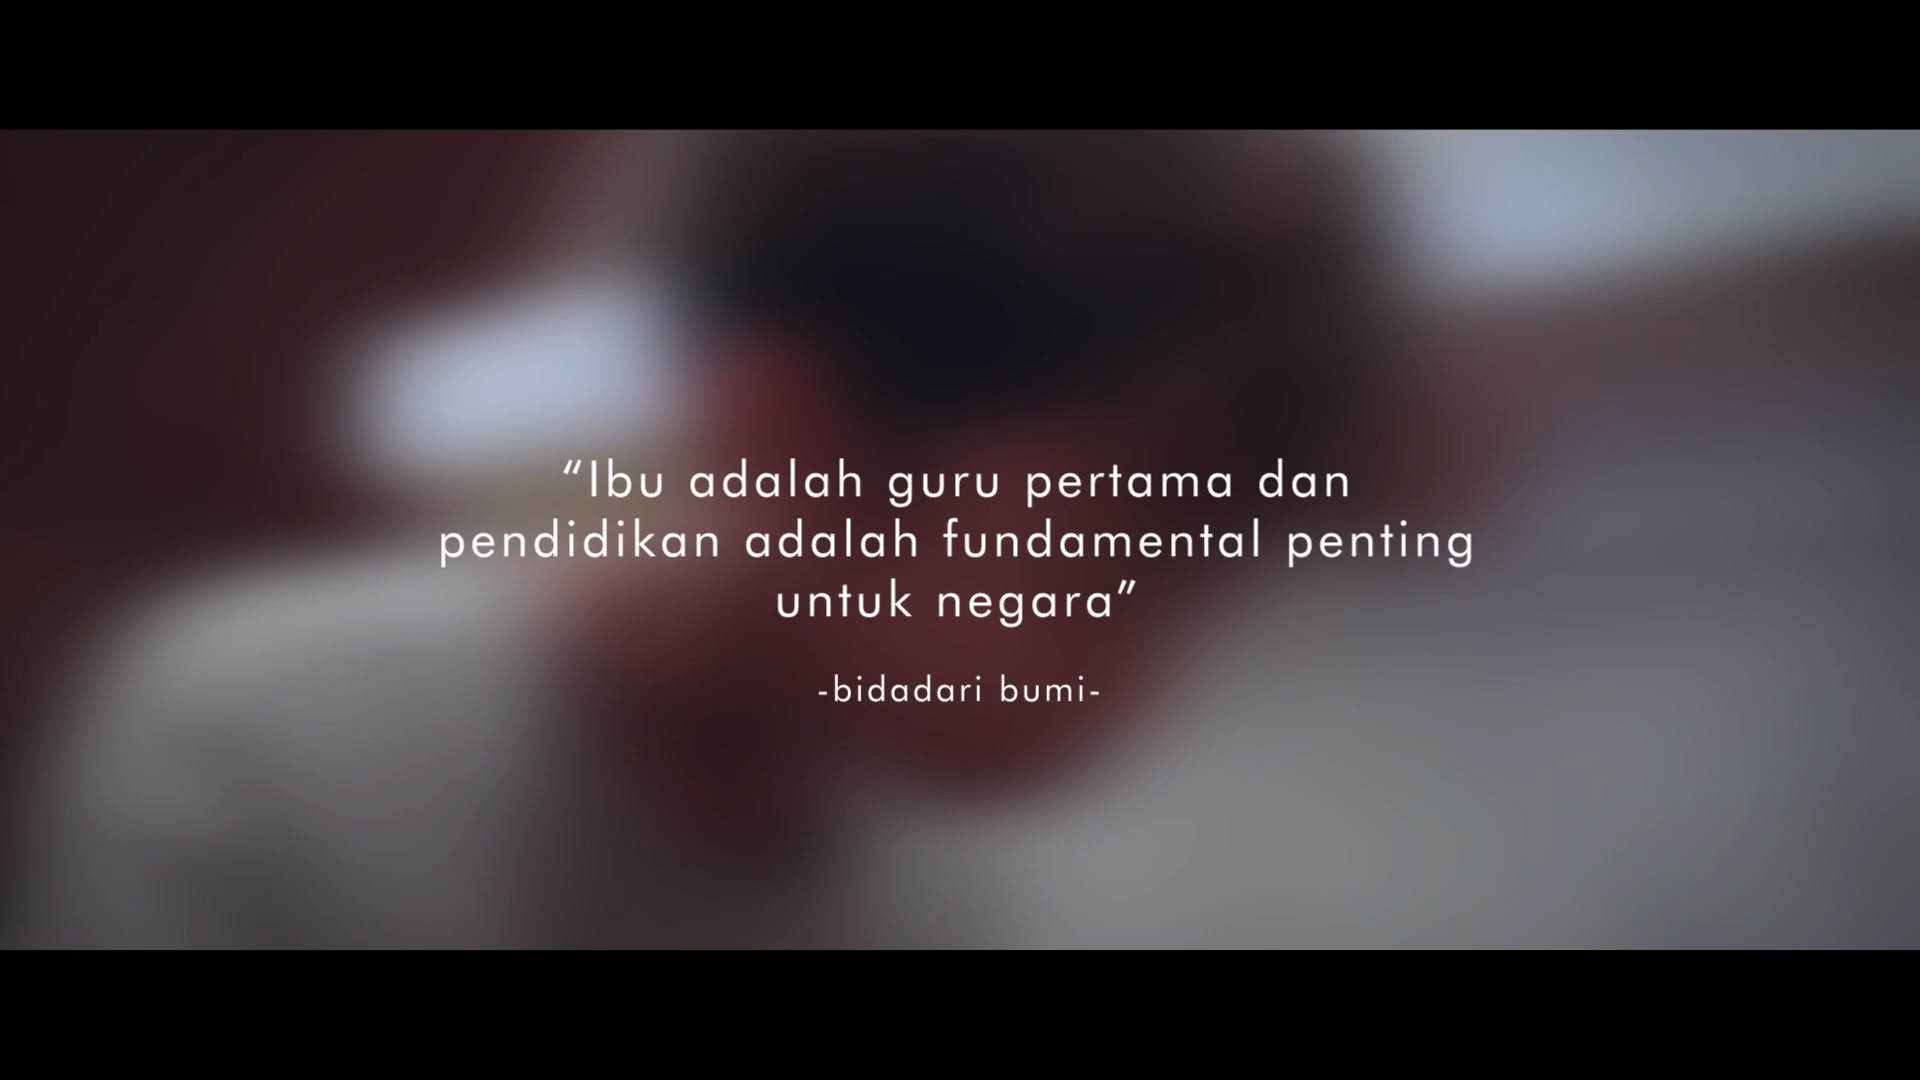 “Ibu adalah guru pertama dan
pendidikan adalah fundamental penting
untuk negara”
-bidadari bumi-